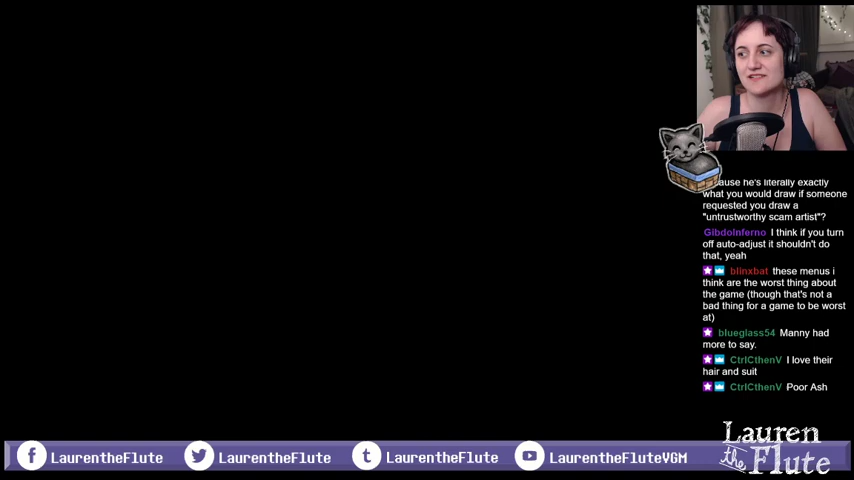 ause he's literally exactly
what you would draw if someone
requested you draw a
"untrustworthy scam artist"?
GibdoInferno I think if you turn
off auto-adjust it shouldn't do
that, yeah
blinxbat these menus i
think are the worst thing about
the game (though that's not a
bad thing for a game to be worst
at)
blueglass54 Manny had
more to say.
CtrlCthenV I love their
hair and suit
CtrlCthenV Poor Ash
Lauren
the Flute
LaurentheFlute
LaurentheFlute
LaurentheFlute
LaurentheFluteVGM